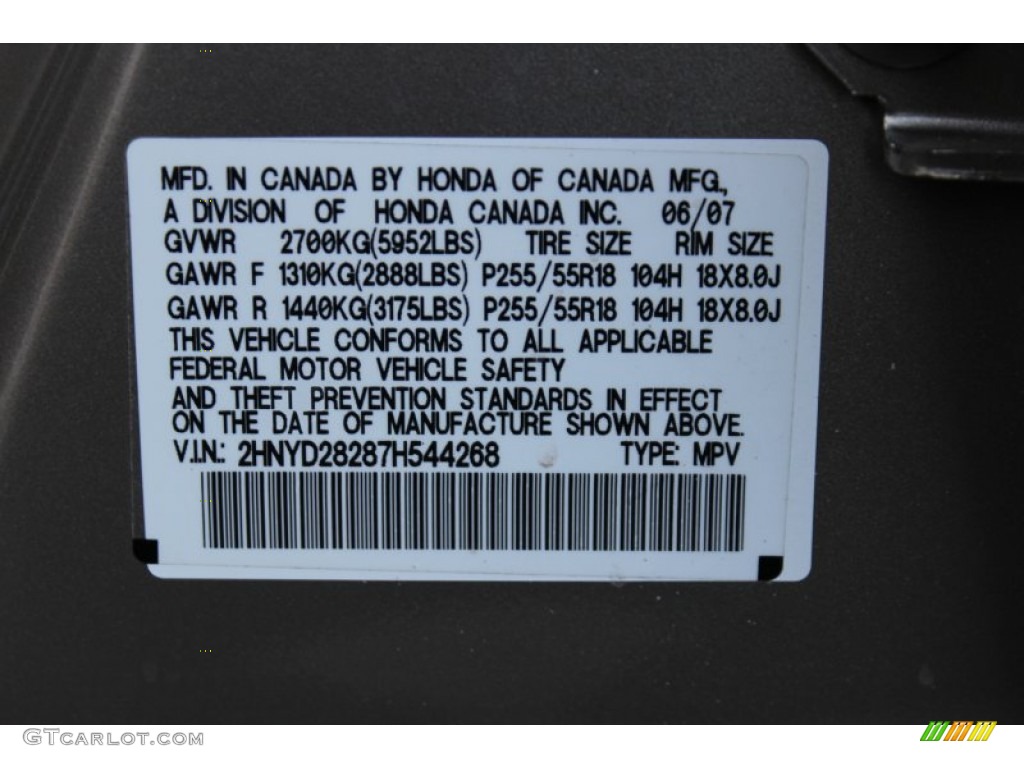 MFD. IN CANADA BY HONDA OF CANADA MFG.,
A DIVISION OF HONDA CANADA INC. 06/07
GVWR 2700KG(5952LBS) TIRE SIZE RIM SIZE
GAWR F 1310KG(2888LBS) P255/55R18 104H 18X8.0J
GAWR R 1440KG(3175LBS) P255/55R18 104H 18X8.0J
THIS VEHICLE CONFORMS TO ALL APPLICABLE
FEDERAL MOTOR VEHICLE SAFETY
AND THEFT PREVENTION STANDARDS IN EFFECT
ON THE DATE OF MANUFACTURE SHOWN ABOVE.
V.I.N.: 2HNYD28287H544268 TYPE: MPV
GTCARLOT.COM